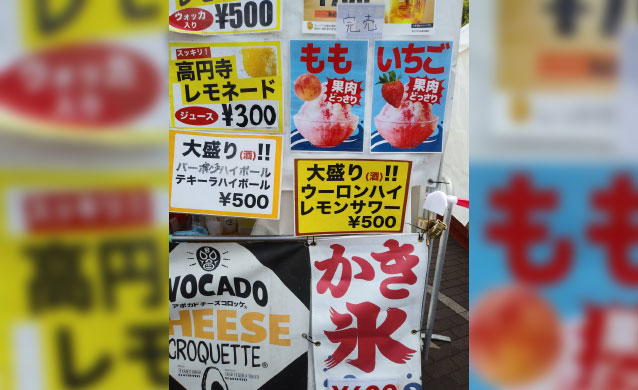 ウォッカ入り
¥500
完売
スッキリ!
高円寺
レモネード
ジュース ¥300
もも
果肉
どっさり
いちご
果肉
どっさり
大盛り(酒)!!
バーボンハイボール
テキーラハイボール
¥500
大盛り(酒)!!
ウーロンハイ
レモンサワー
¥500
VOCADO
アボカドチーズコロッケ
CHEESE
CROQUETTE
かき
氷